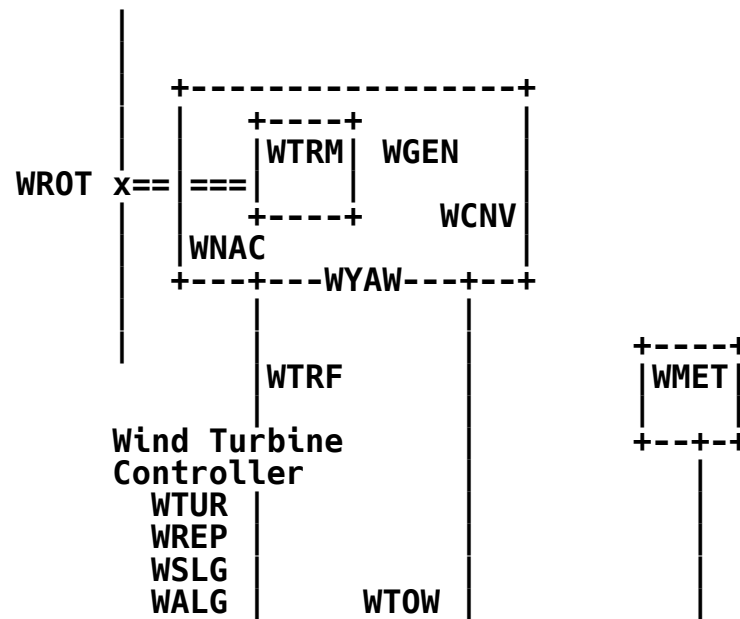 WTRM WGEN
WROT x== ===
WCNV
WNAC
WYAW
WTRF
WMET
Wind Turbine
Controller
WTUR
WREP
WSLG
WALG WTOW